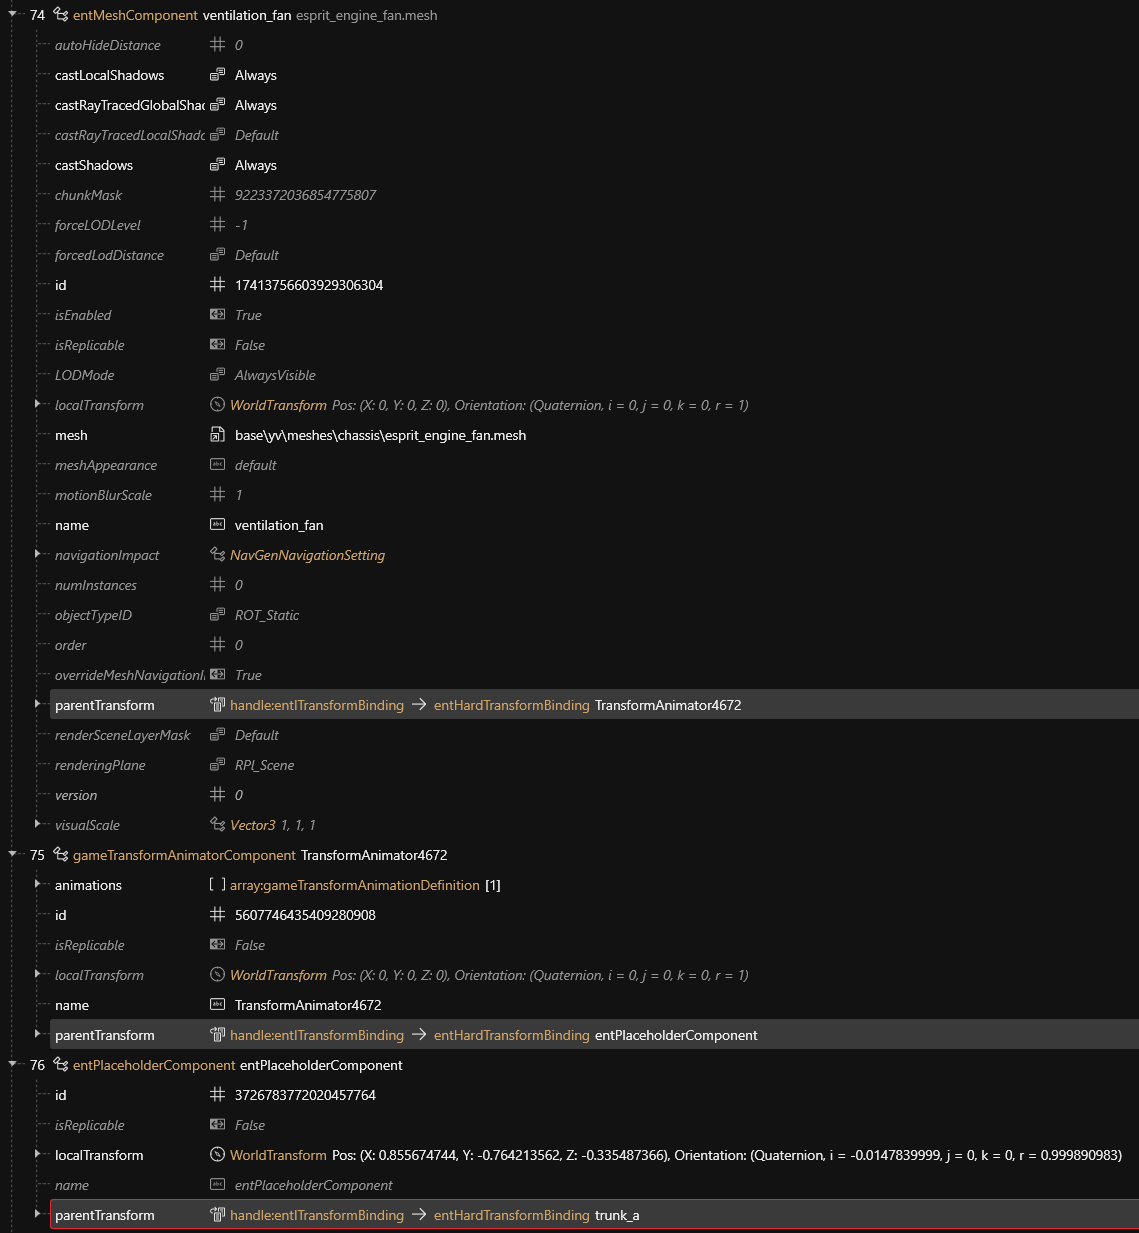 74 entMeshComponent ventilation_fan esprit_engine_fan.mesh
autoHideDistance 0
castLocalShadows Always
castRayTracedGlobalShad Always
castRayTracedLocalShado Default
castShadows Always
chunkMask 9223372036854775807
forceLODLevel -1
forcedLodDistance Default
id 17413756603929306304
isEnabled True
isReplicable False
LODMode AlwaysVisible
localTransform WorldTransform Pos: (X: 0, Y: 0, Z: 0), Orientation: (Quaternion, i = 0, j = 0, k = 0, r = 1)
mesh base\yv\meshes\chassis\esprit_engine_fan.mesh
meshAppearance abc default
motionBlurScale 1
name abc ventilation_fan
navigationImpact NavGenNavigationSetting
numInstances 0
objectTypeID ROT_Static
order 0
overrideMeshNavigationI True
parentTransform handle:entITransformBinding → entHardTransformBinding TransformAnimator4672
renderSceneLayerMask Default
renderingPlane RPl_Scene
version 0
visualScale Vector3 1, 1, 1
75 gameTransformAnimatorComponent TransformAnimator4672
animations [ ] array:gameTransformAnimationDefinition [1]
id 5607746435409280908
isReplicable False
localTransform WorldTransform Pos: (X: 0, Y: 0, Z: 0), Orientation: (Quaternion, i = 0, j = 0, k = 0, r = 1)
name abc TransformAnimator4672
parentTransform handle:entITransformBinding → entHardTransformBinding entPlaceholderComponent
76 entPlaceholderComponent entPlaceholderComponent
id 3726783772020457764
isReplicable False
localTransform WorldTransform Pos: (X: 0.855674744, Y: -0.764213562, Z: -0.335487366), Orientation: (Quaternion, i = -0.0147839999, j = 0, k = 0, r = 0.999890983)
name abc entPlaceholderComponent
parentTransform handle:entITransformBinding → entHardTransformBinding trunk_a